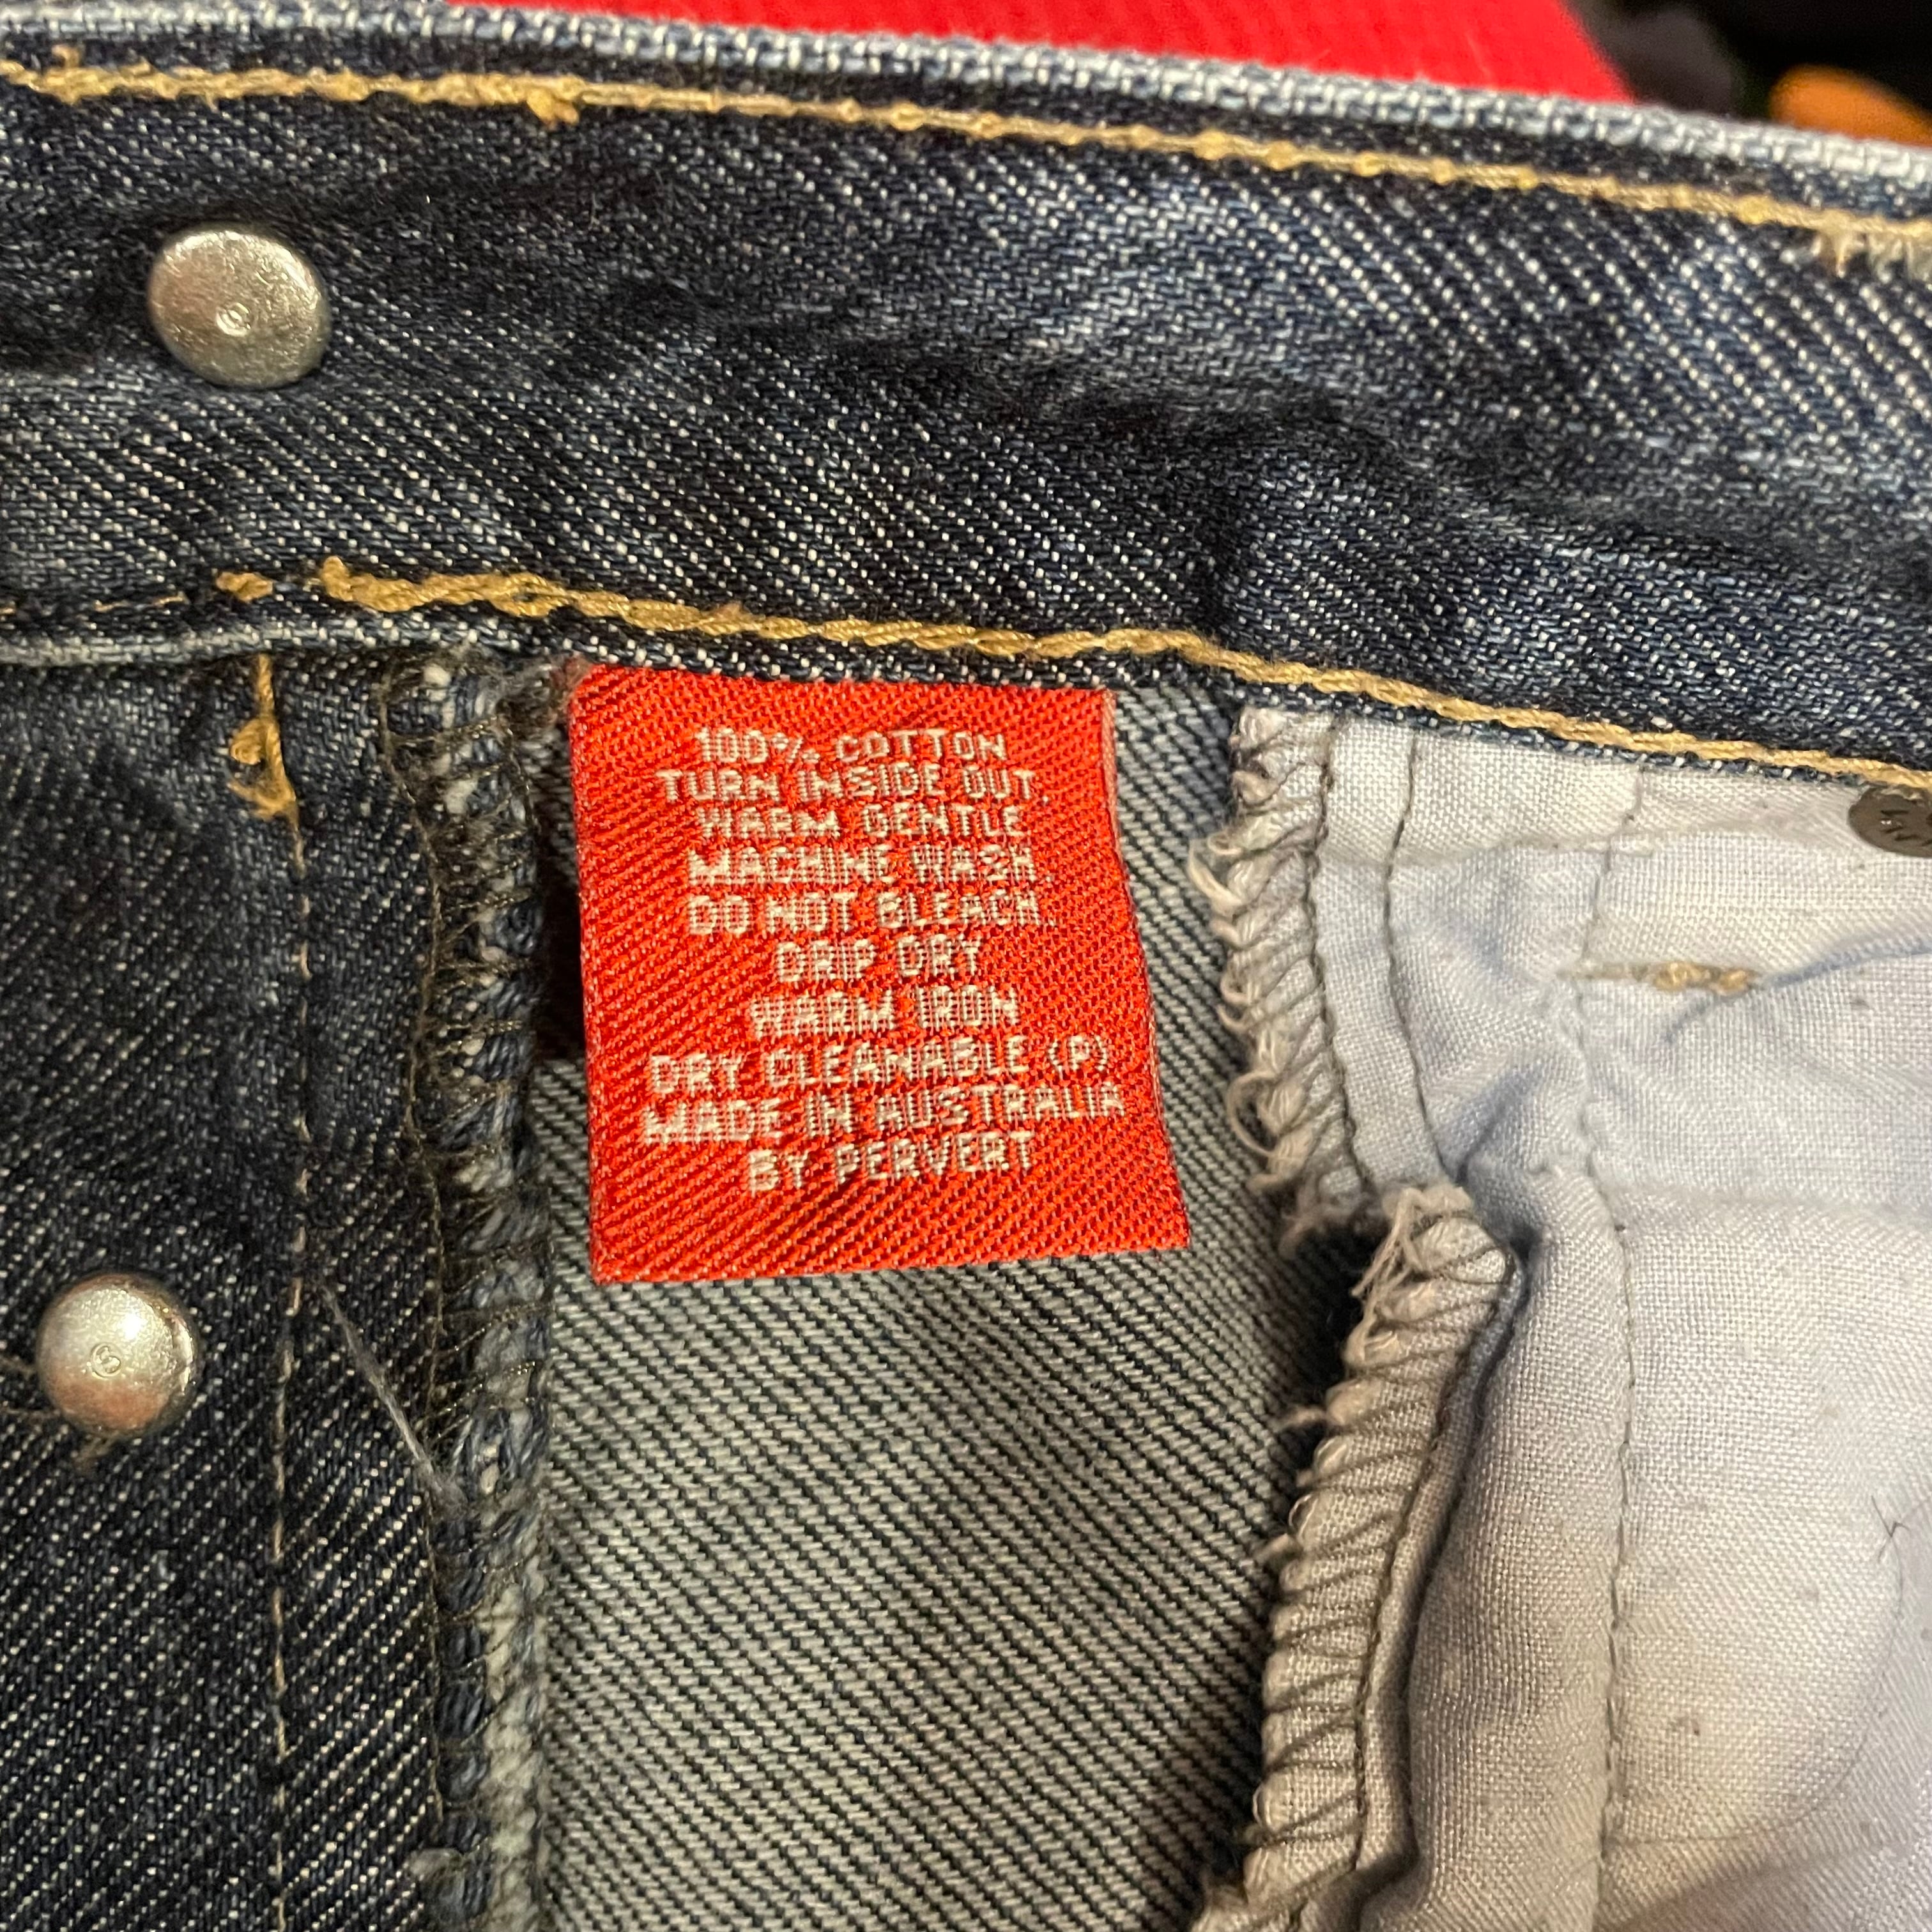 100% COTTON
TURN INSIDE OUT.
WARM GENTLE
MACHINE WASH.
DO NOT BLEACH.
DRIP DRY
WARM IRON
DRY CLEANABLE (P)
MADE IN AUSTRALIA
BY PERVERT